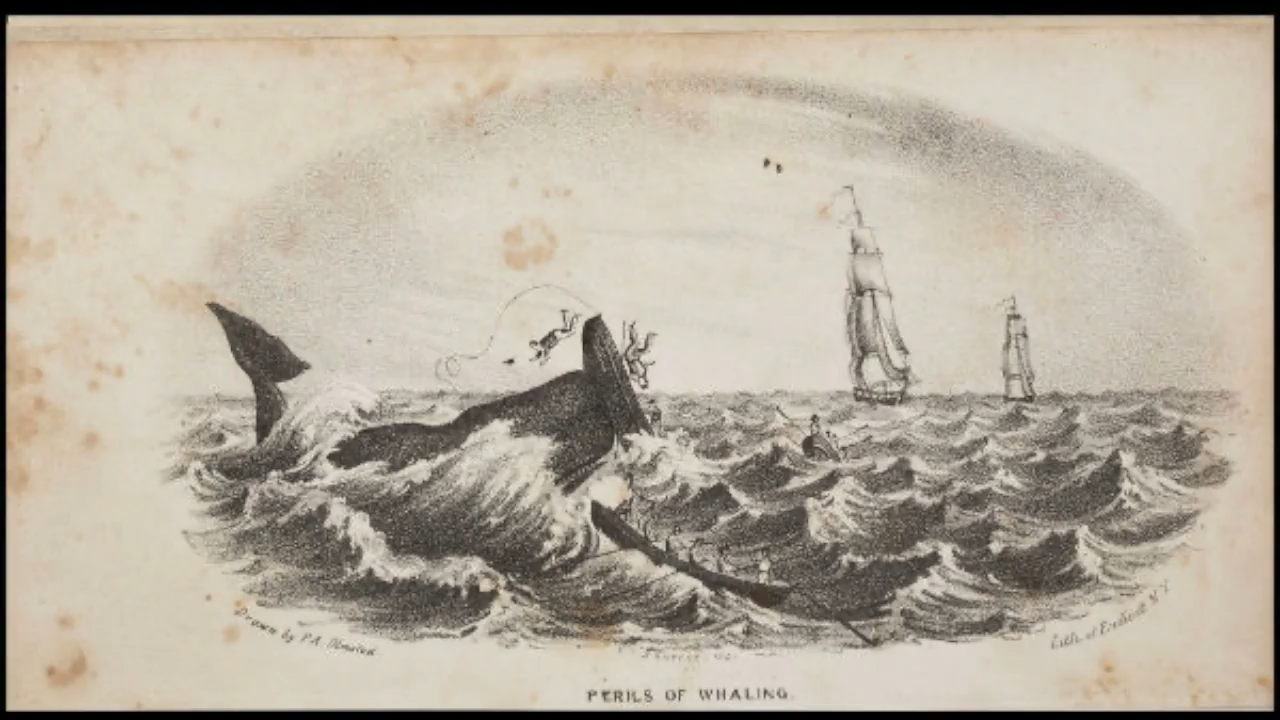 Drawn by F.A. Olmsted.
Lith. of Endicott N.Y.
PERILS OF WHALING.